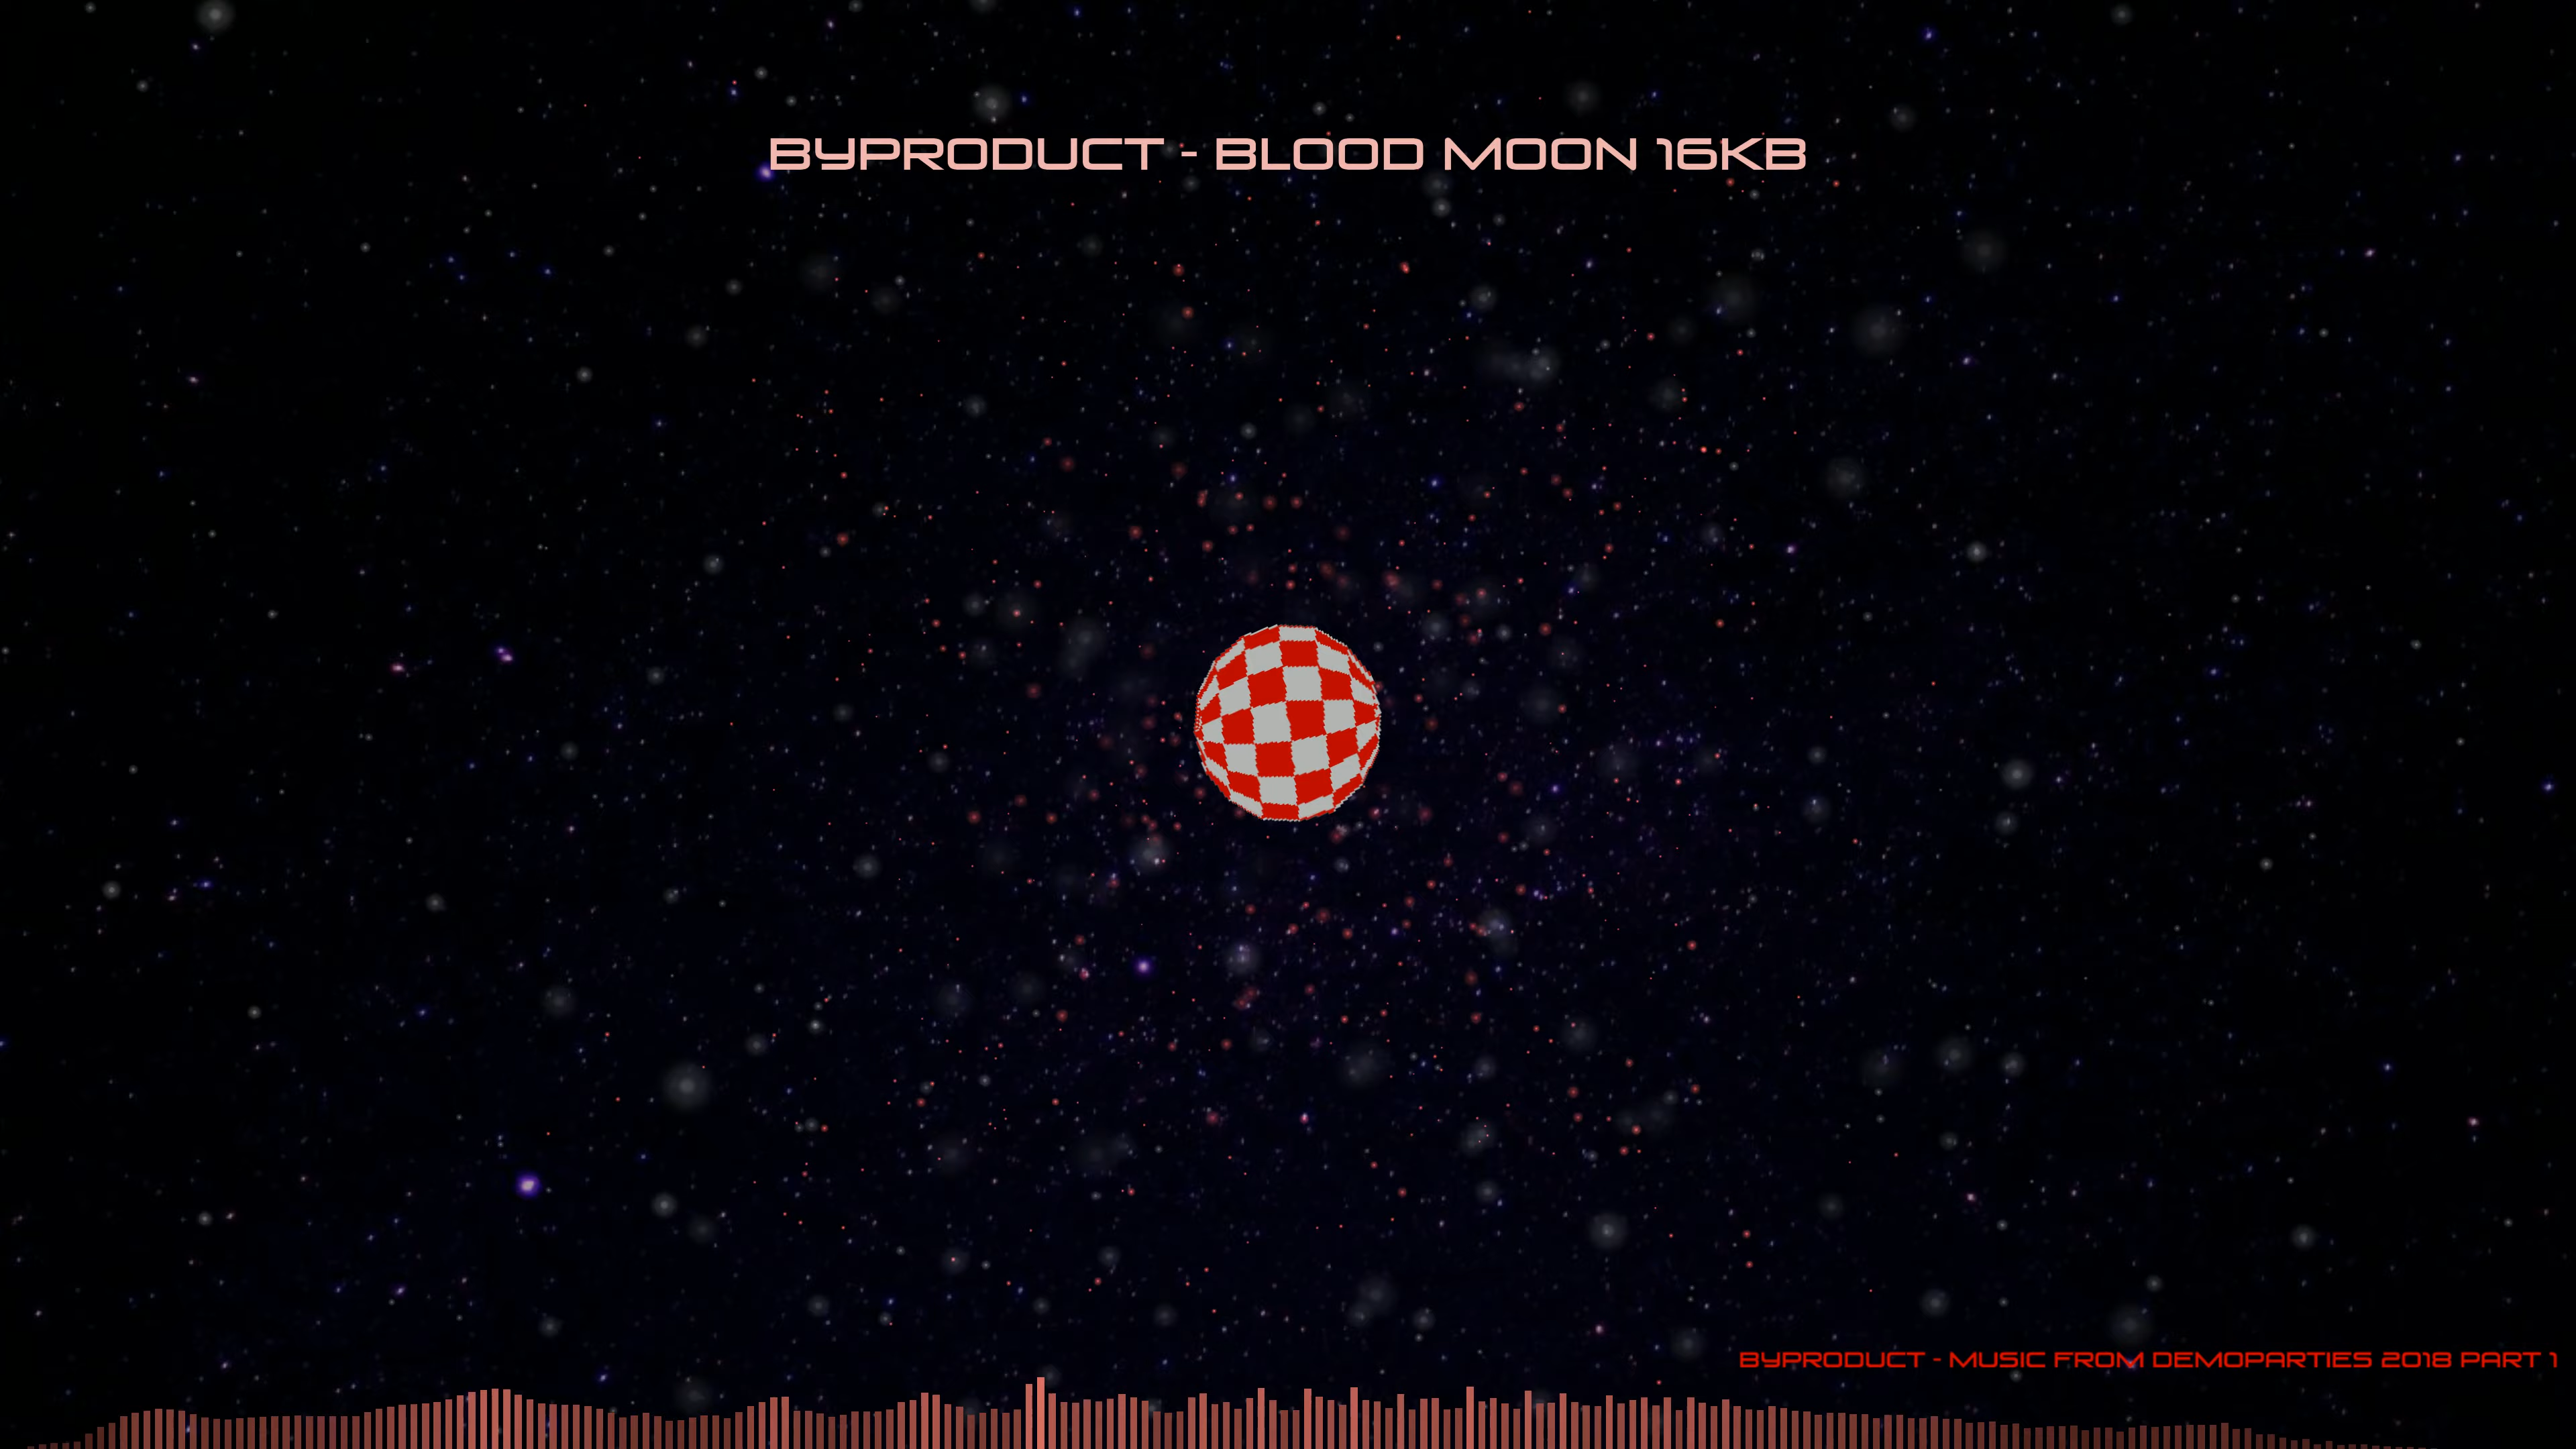 BYPRODUCT - BLOOD MOON 16KB
BYPRODUCT - MUSIC FROM DEMOPARTIES 2018 PART 1